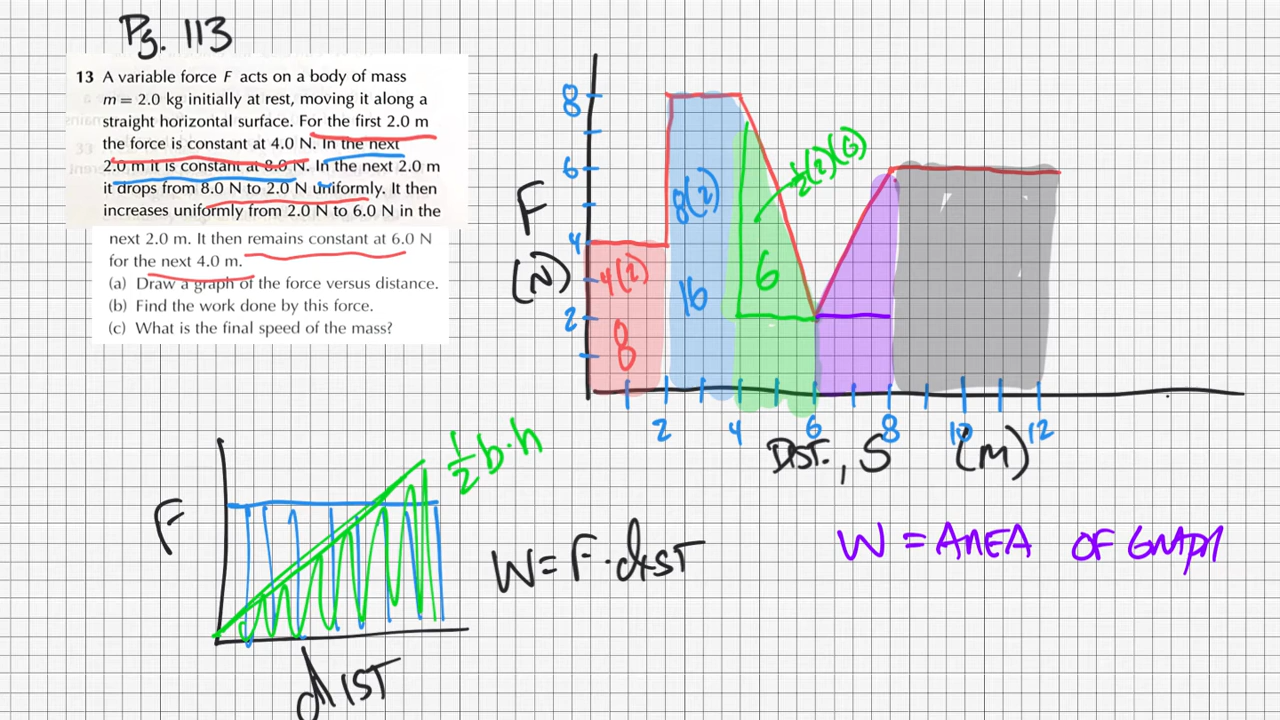 Pg. 113
13 A variable force F acts on a body of mass
m = 2.0 kg initially at rest, moving it along a
straight horizontal surface. For the first 2.0 m
the force is constant at 4.0 N. In the next
2.0 m it is constant at 8.0 N. In the next 2.0 m
it drops from 8.0 N to 2.0 N uniformly. It then
increases uniformly from 2.0 N to 6.0 N in the
next 2.0 m. It then remains constant at 6.0 N
for the next 4.0 m.
(a) Draw a graph of the force versus distance.
(b) Find the work done by this force.
(c) What is the final speed of the mass?
F
(N)
8
6
4
2
4(2)
8
8(2)
16
½(2)(6)
6
2 4 6 8 10 12
DIST., S (M)
F
dIST
½b·h
W = F·dIST
W = AREA OF GRAPH